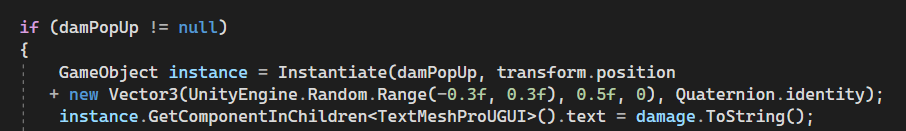 if (damPopUp != null)
{
GameObject instance = Instantiate(damPopUp, transform.position
+ new Vector3(UnityEngine.Random.Range(-0.3f, 0.3f), 0.5f, 0), Quaternion.identity);
instance.GetComponentInChildren<TextMeshProUGUI>().text = damage.ToString();